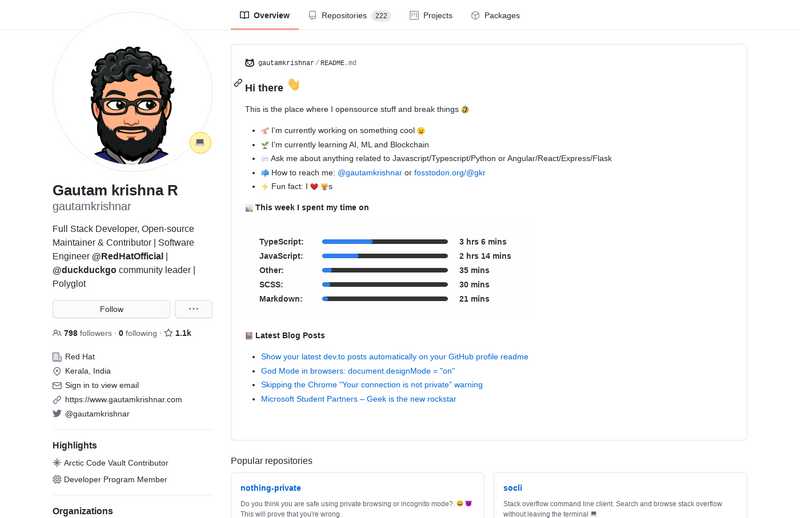 Overview
Repositories 222
Projects
Packages
Gautam krishna R
gautamkrishnar
Full Stack Developer, Open-source
Maintainer & Contributor | Software
Engineer @RedHatOfficial |
@duckduckgo community leader |
Polyglot
Follow
...
798 followers · 0 following · 1.1k
Red Hat
Kerala, India
Sign in to view email
https://www.gautamkrishnar.com
@gautamkrishnar
Highlights
Arctic Code Vault Contributor
Developer Program Member
Organizations
gautamkrishnar/README.md
Hi there 👋
This is the place where I opensource stuff and break things 🤣
I'm currently working on something cool 😉
I'm currently learning AI, ML and Blockchain
Ask me about anything related to Javascript/Typescript/Python or Angular/React/Express/Flask
How to reach me: @gautamkrishnar or fosstodon.org/@gkr
Fun fact: I ❤️ 🐱s
This week I spent my time on
TypeScript: 3 hrs 6 mins
JavaScript: 2 hrs 14 mins
Other: 35 mins
SCSS: 30 mins
Markdown: 21 mins
Latest Blog Posts
Show your latest dev.to posts automatically on your GitHub profile readme
God Mode in browsers: document.designMode = "on"
Skipping the Chrome "Your connection is not private" warning
Microsoft Student Partners – Geek is the new rockstar
Popular repositories
nothing-private
Do you think you are safe using private browsing or incognito mode?. 😄 👿
This will prove that you're wrong.
socli
Stack overflow command line client. Search and browse stack overflow
without leaving the terminal 💻